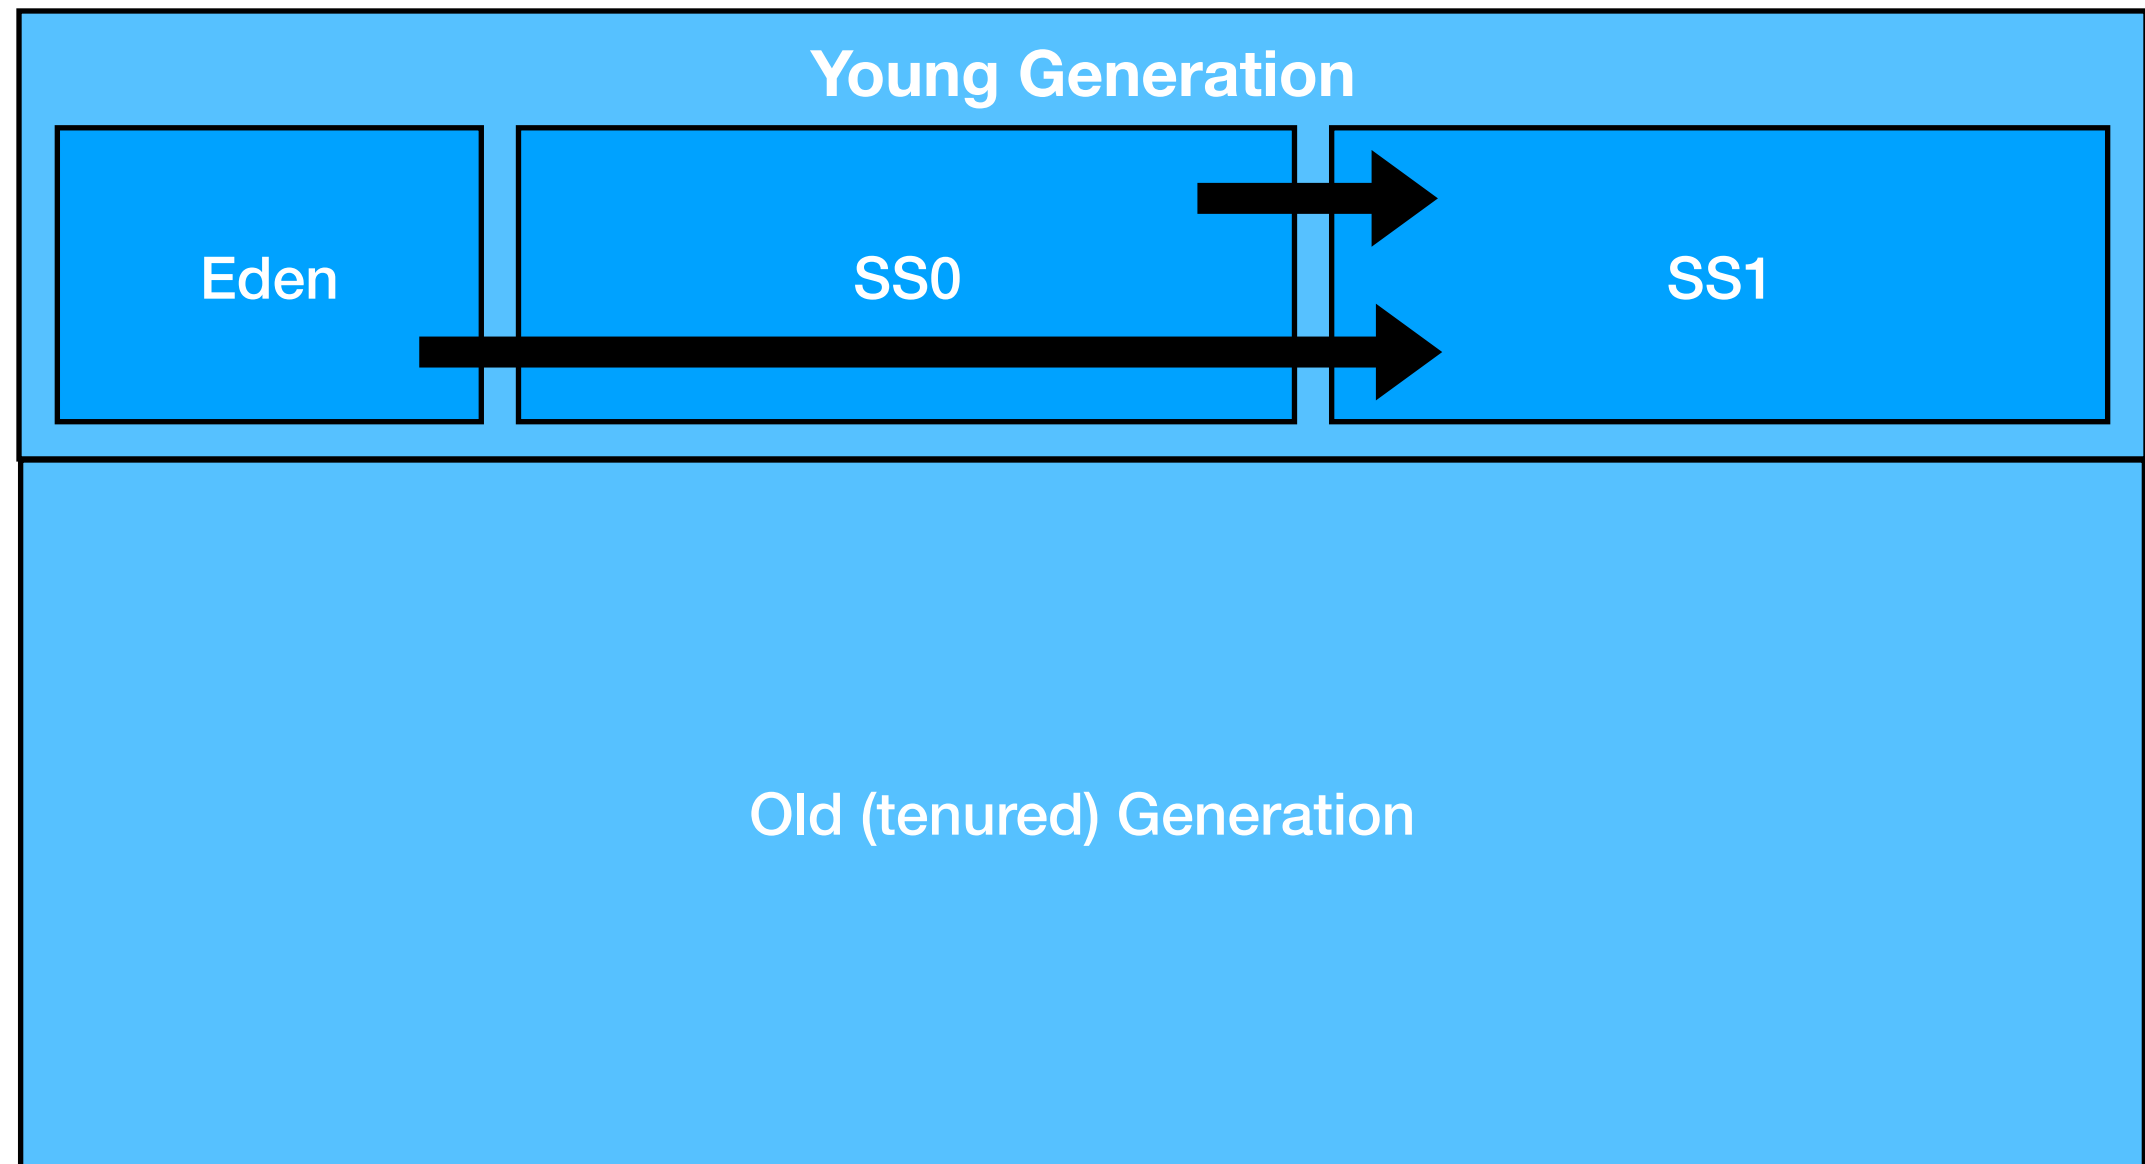 Young Generation
Eden
SS0
SS1
Old (tenured) Generation